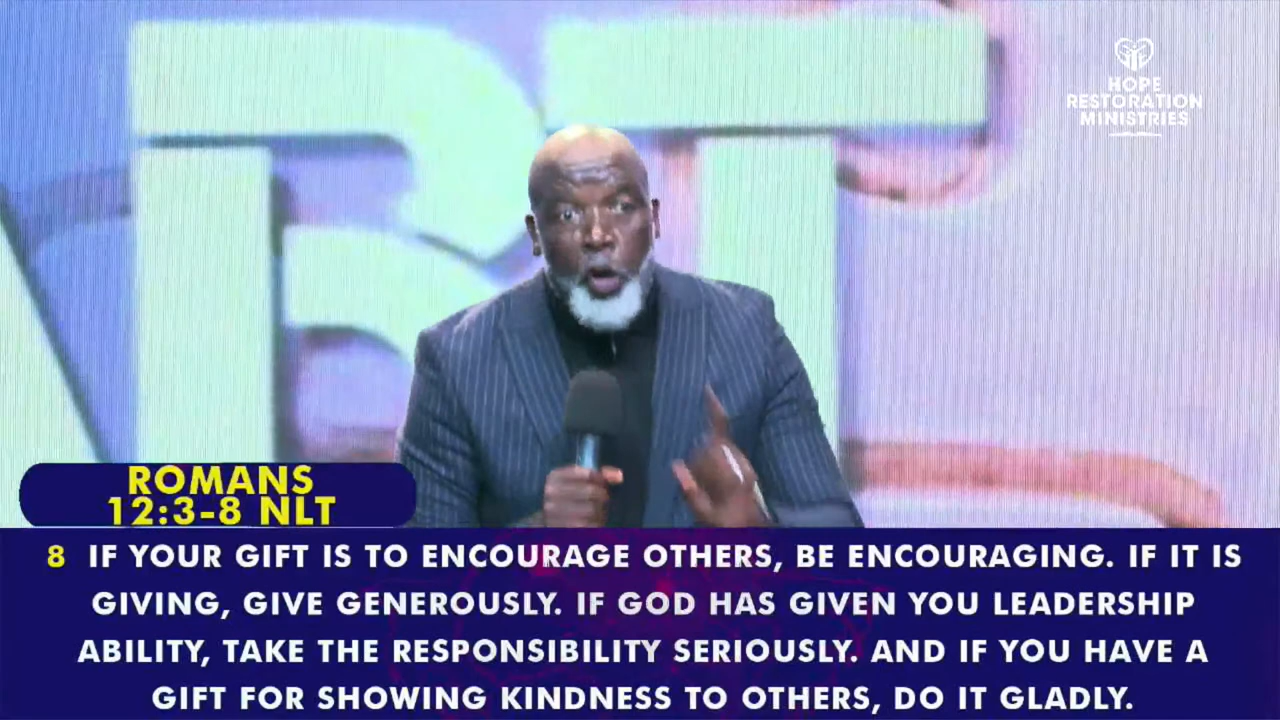 ART
HOPE
RESTORATION
MINISTRIES
ROMANS
12:3-8 NLT
8 IF YOUR GIFT IS TO ENCOURAGE OTHERS, BE ENCOURAGING. IF IT IS
GIVING, GIVE GENEROUSLY. IF GOD HAS GIVEN YOU LEADERSHIP
ABILITY, TAKE THE RESPONSIBILITY SERIOUSLY. AND IF YOU HAVE A
GIFT FOR SHOWING KINDNESS TO OTHERS, DO IT GLADLY.